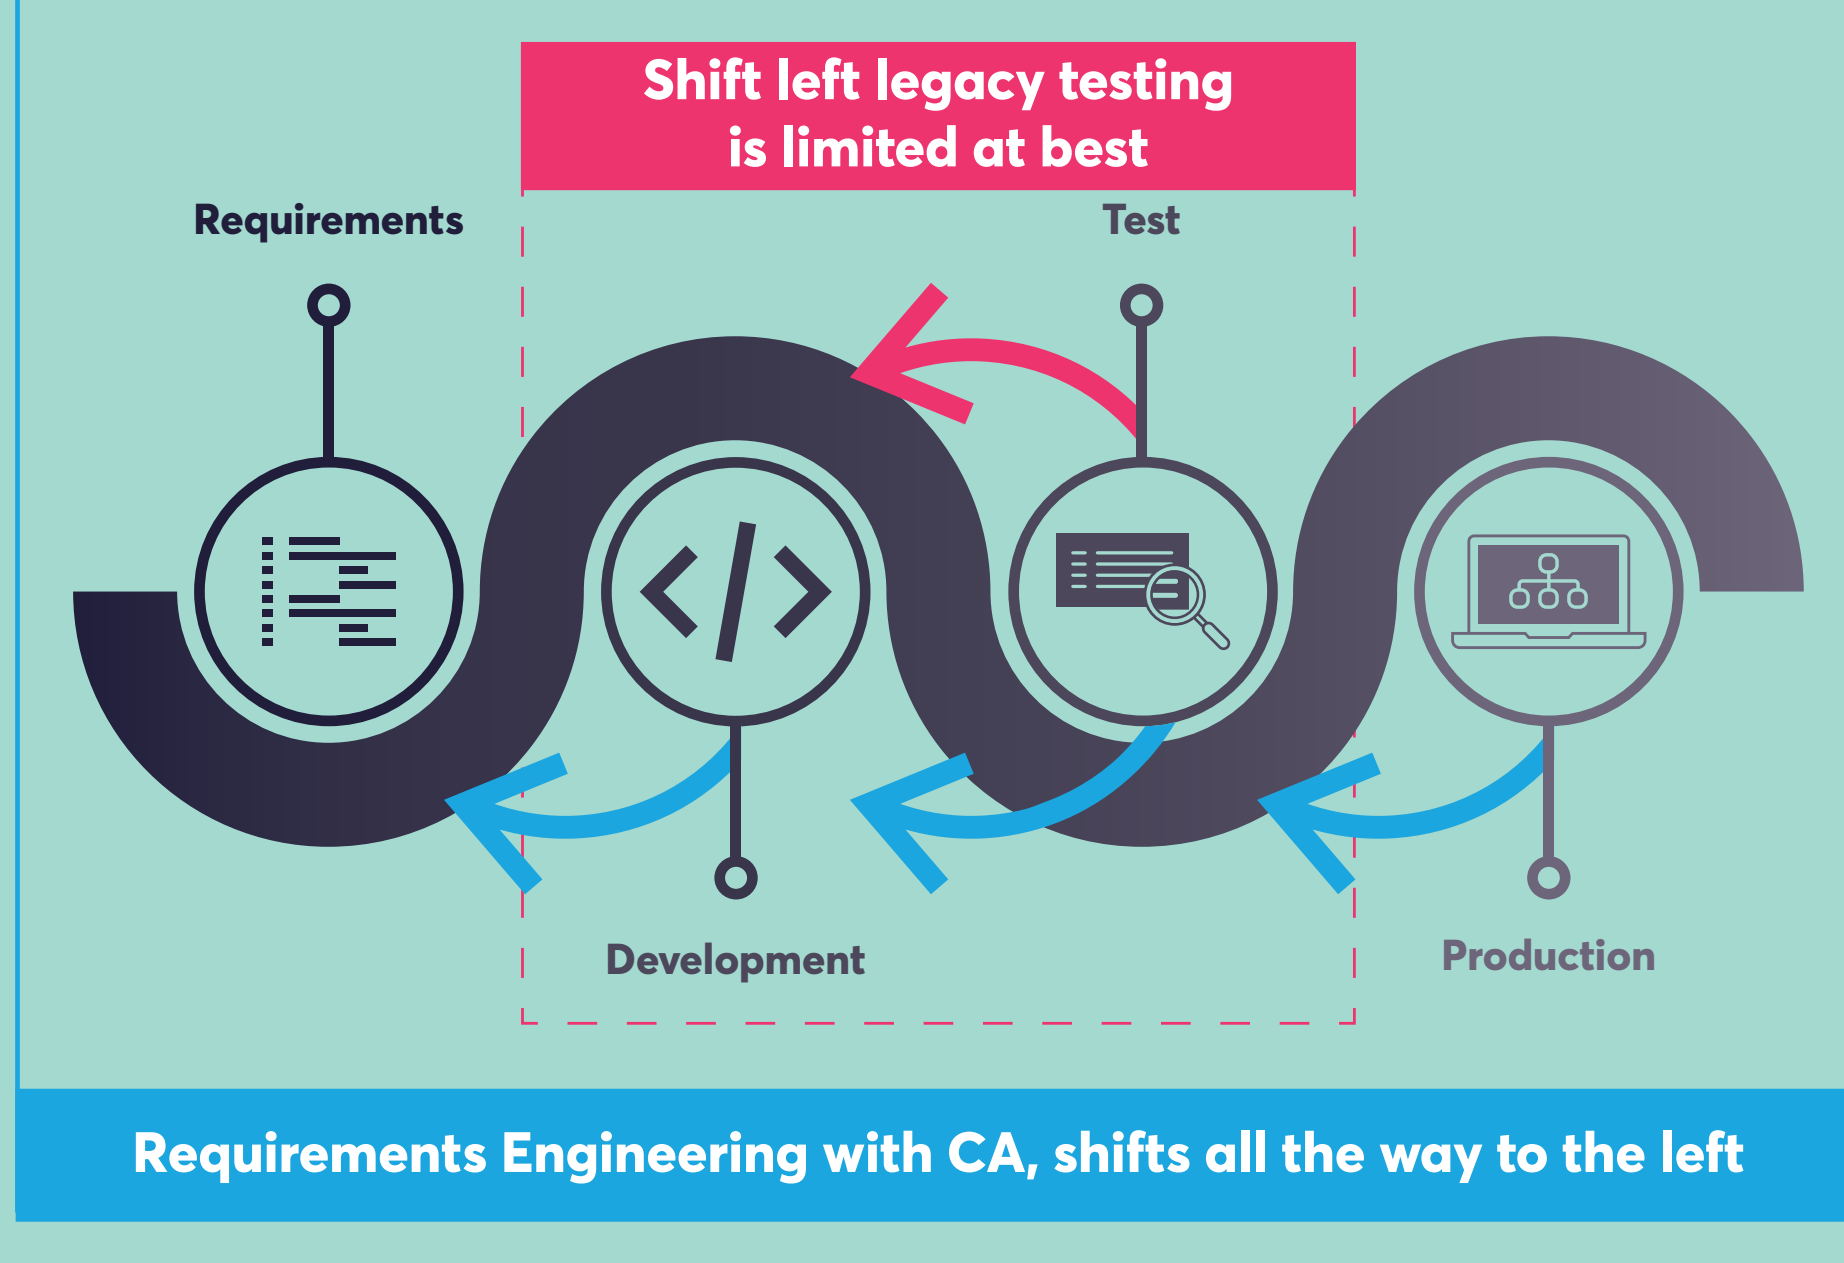 Shift left legacy testing
is limited at best
Requirements
Test
Development
Production
Requirements Engineering with CA, shifts all the way to the left